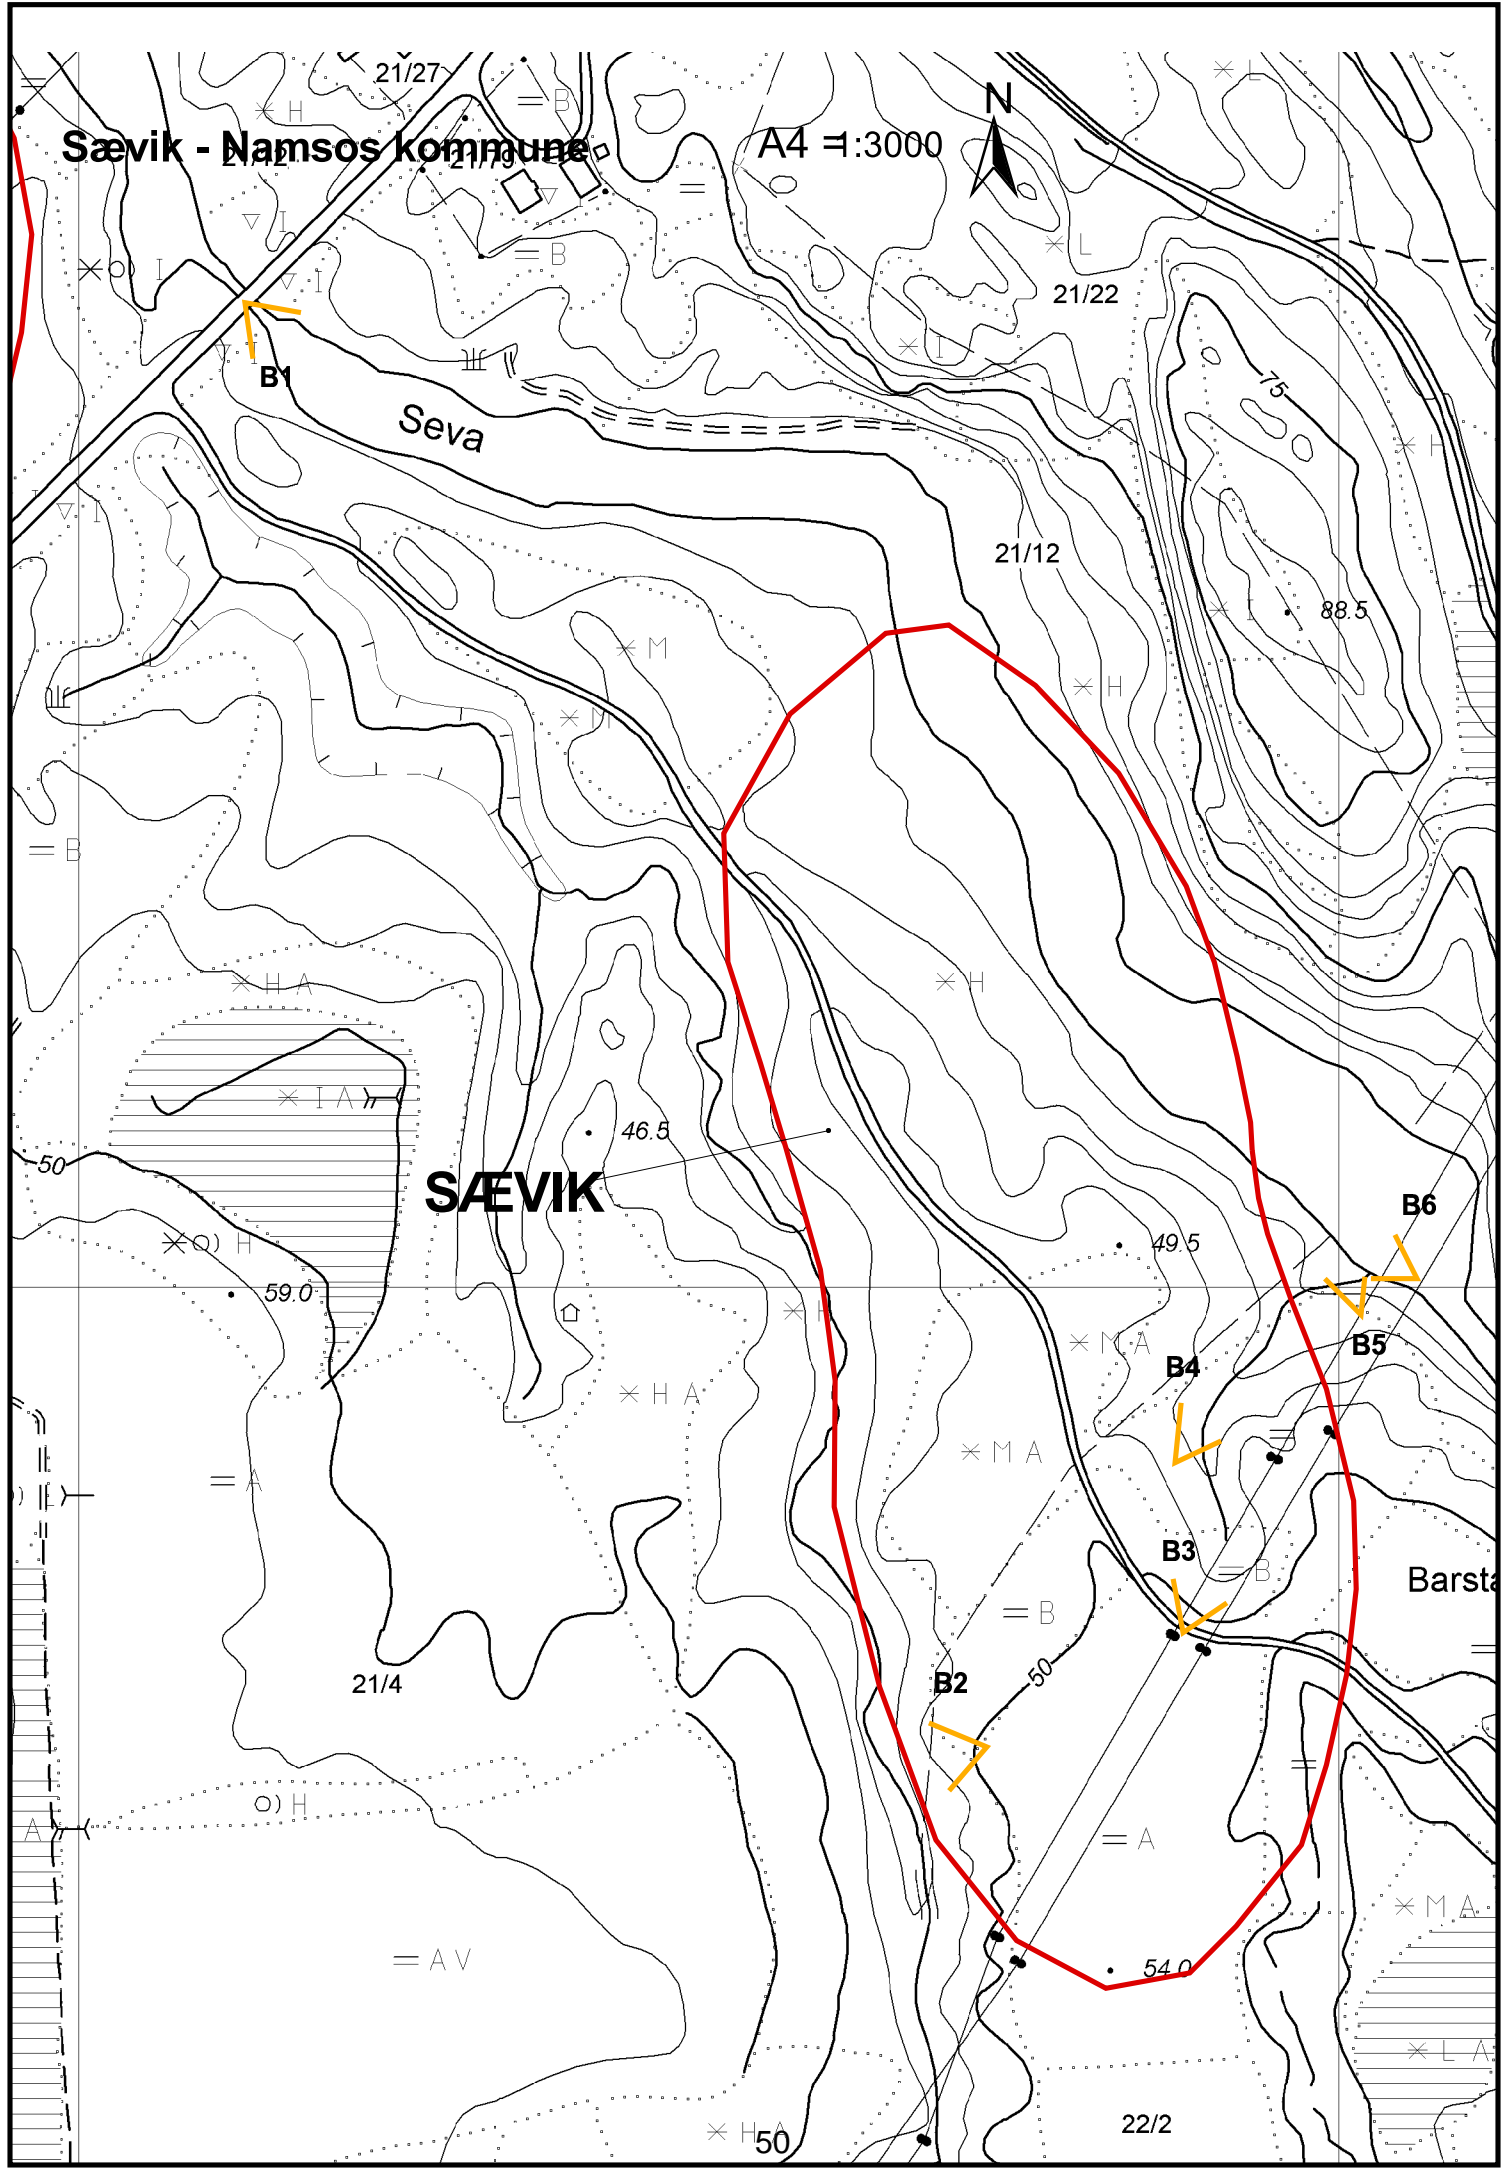 21/27
B
L
H
Sævik - Namsos kommune
21/12
21/79
A4 = 1:3000
N
I
B
L
I
I
21/22
I
I
B1
75
Seva
H
I
21/12
I
88.5
M
H
M
B
H A
H
I A
46.5
50
SÆVIK
B6
H
49.5
59.0
H
M A
B5
B4
H A
M A
A
B3
B
Barsta
B
50
21/4
B2
H
A
A
M A
A V
54.0
L A
22/2
H A
50